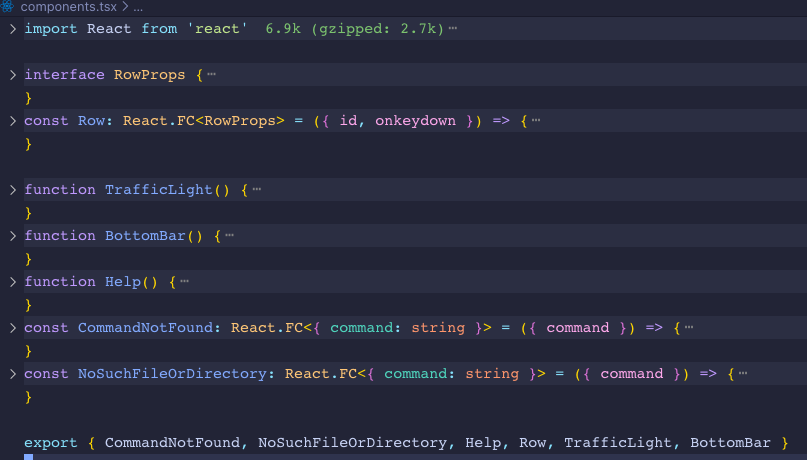 components.tsx > ...
import React from 'react' 6.9k (gzipped: 2.7k)⋯
interface RowProps {⋯
}
const Row: React.FC<RowProps> = ({ id, onkeydown }) => {⋯
}
function TrafficLight() {⋯
}
function BottomBar() {⋯
}
function Help() {⋯
}
const CommandNotFound: React.FC<{ command: string }> = ({ command }) => {⋯
}
const NoSuchFileOrDirectory: React.FC<{ command: string }> = ({ command }) => {⋯
}
export { CommandNotFound, NoSuchFileOrDirectory, Help, Row, TrafficLight, BottomBar }